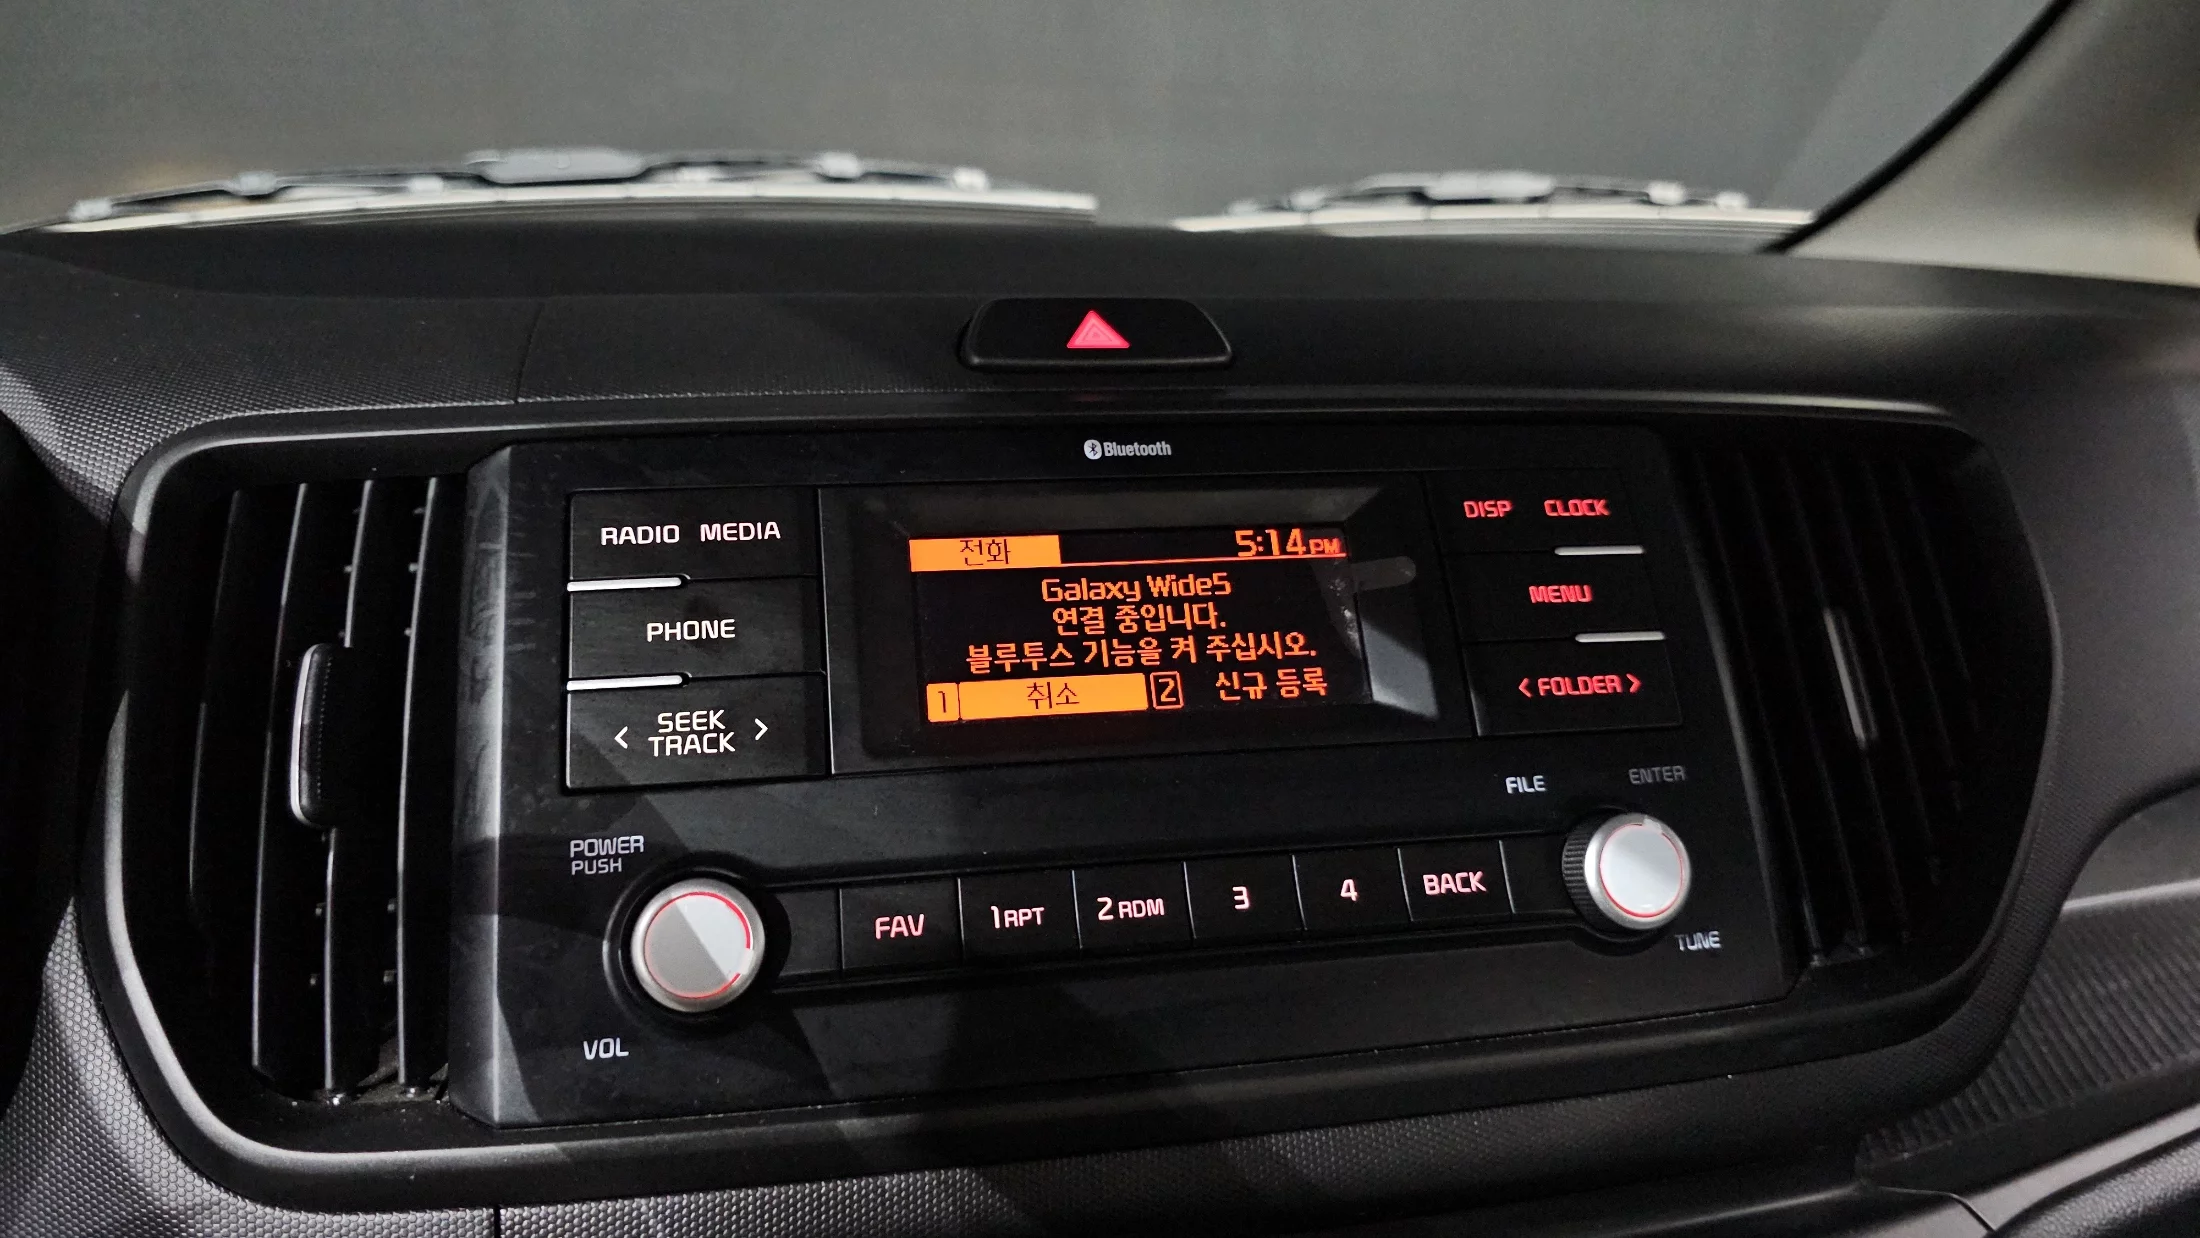 Bluetooth
RADIO MEDIA
PHONE
< SEEK >
TRACK
전화 5:14 PM
Galaxy Wide5
연결 중입니다.
블루투스 기능을 켜 주십시오.
1 취소 2 신규 등록
DISP CLOCK
MENU
< FOLDER >
FILE ENTER
POWER
PUSH
FAV 1 RPT 2 RDM 3 4 BACK
TUNE
VOL